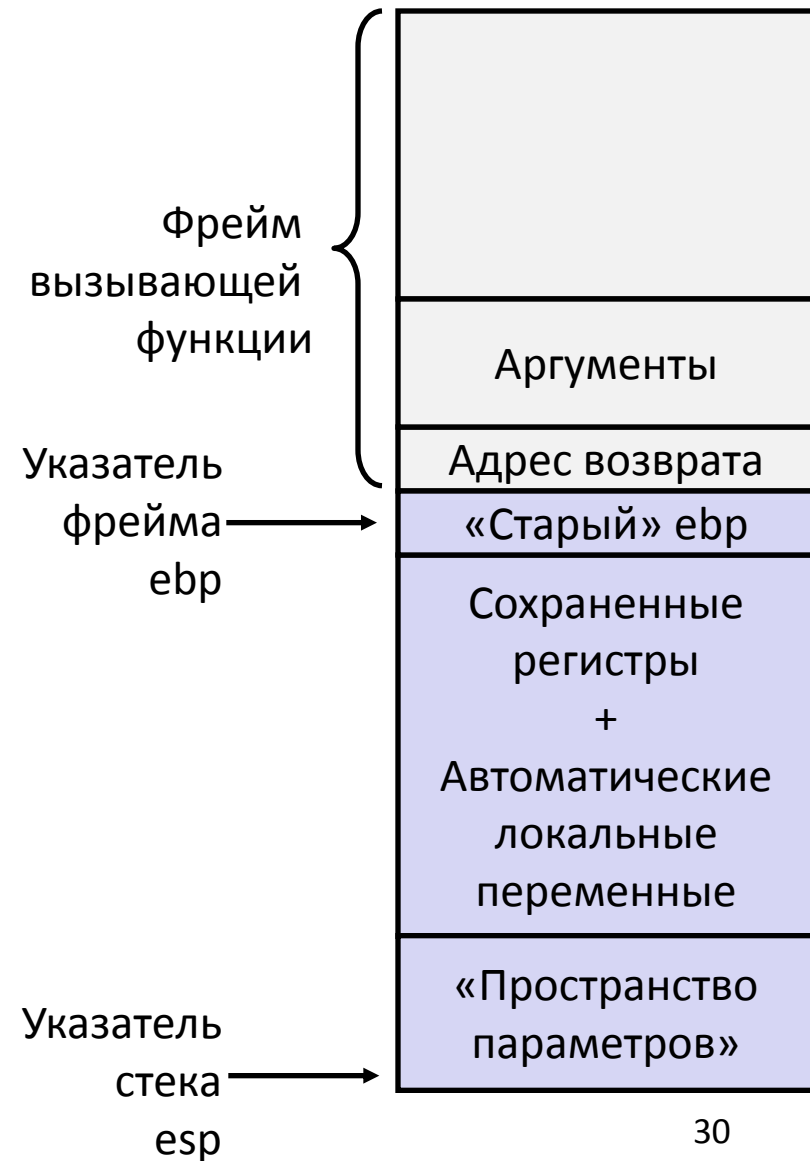 Фрейм
вызывающей
функции
Аргументы
Адрес возврата
Указатель
фрейма
ebp
«Старый» ebp
Сохраненные
регистры
+
Автоматические
локальные
переменные
«Пространство
параметров»
Указатель
стека
esp
30